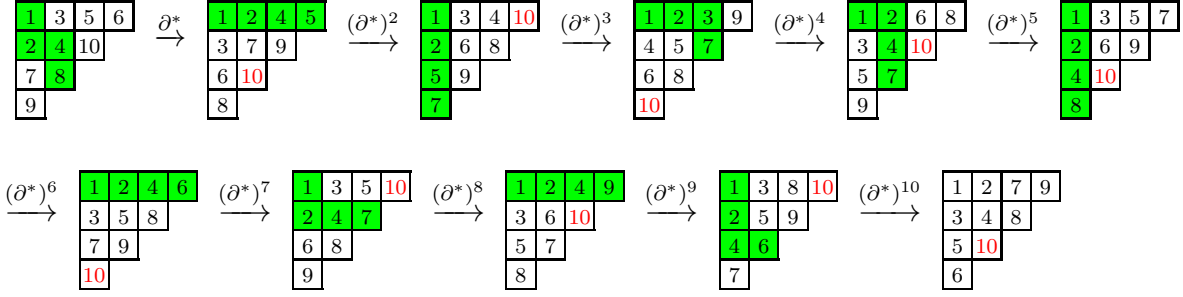 1 3 5 6 ∂* 1 2 4 5 (∂*)² 1 3 4 10 (∂*)³ 1 2 3 9 (∂*)⁴ 1 2 6 8 (∂*)⁵ 1 3 5 7
2 4 10 3 7 9 2 6 8 4 5 7 3 4 10 2 6 9
7 8 6 10 5 9 6 8 5 7 4 10
9 8 7 10 9 8
(∂*)⁶ 1 2 4 6 (∂*)⁷ 1 3 5 10 (∂*)⁸ 1 2 4 9 (∂*)⁹ 1 3 8 10 (∂*)¹⁰ 1 2 7 9
3 5 8 2 4 7 3 6 10 2 5 9 3 4 8
7 9 6 8 5 7 4 6 5 10
10 9 8 7 6